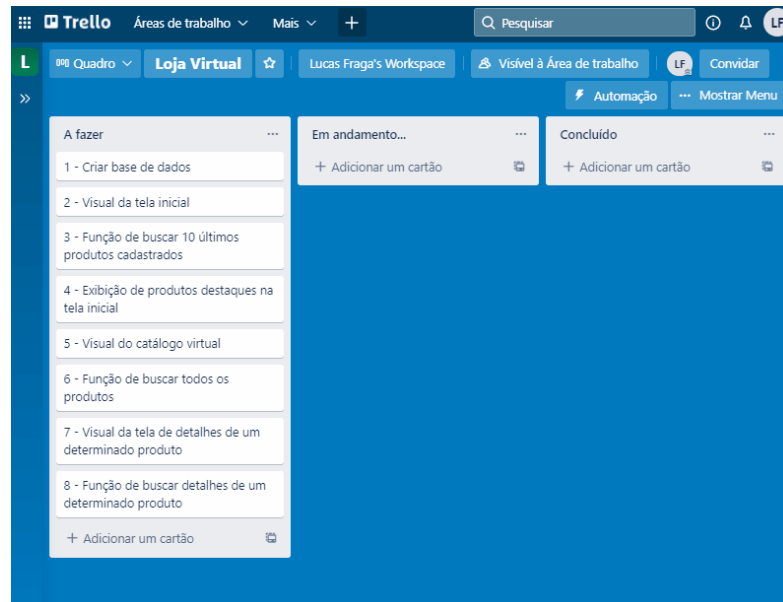 Trello Áreas de trabalho Mais Pesquisar LF
L Quadro Loja Virtual Lucas Fraga's Workspace Visível à Área de trabalho LF Convidar
Automação ... Mostrar Menu
A fazer
1 - Criar base de dados
2 - Visual da tela inicial
3 - Função de buscar 10 últimos
produtos cadastrados
4 - Exibição de produtos destaques na
tela inicial
5 - Visual do catálogo virtual
6 - Função de buscar todos os
produtos
7 - Visual da tela de detalhes de um
determinado produto
8 - Função de buscar detalhes de um
determinado produto
+ Adicionar um cartão
Em andamento...
+ Adicionar um cartão
Concluído
+ Adicionar um cartão